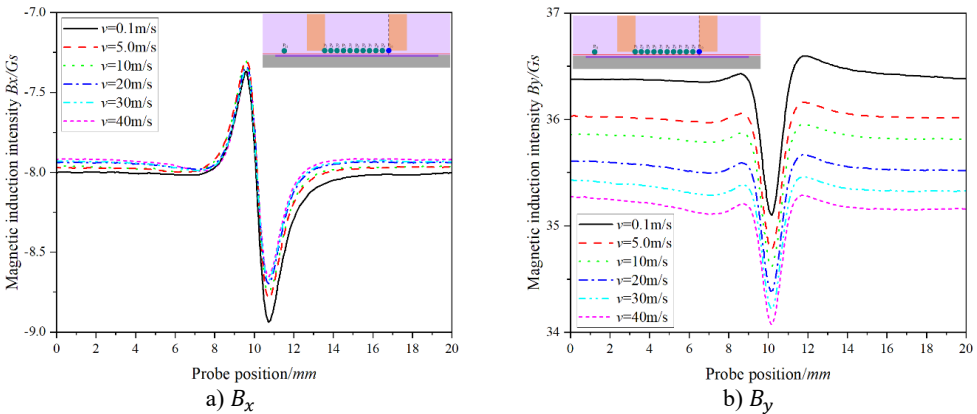 -7.0
-7.5
-8.0
-8.5
-9.0
Magnetic induction intensity Bx/Gs
v=0.1m/s
v=5.0m/s
v=10m/s
v=20m/s
v=30m/s
v=40m/s
0 2 4 6 8 10 12 14 16 18 20
Probe position/mm
a) Bₓ
37
36
35
34
Magnetic induction intensity By/Gs
v=0.1m/s
v=5.0m/s
v=10m/s
v=20m/s
v=30m/s
v=40m/s
0 2 4 6 8 10 12 14 16 18 20
Probe position/mm
b) B_y